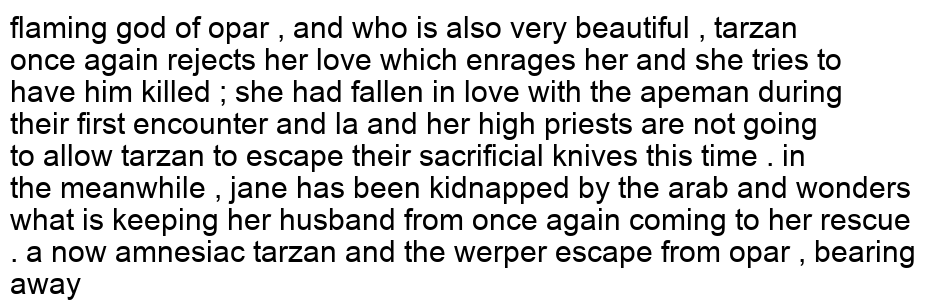 flaming god of opar , and who is also very beautiful , tarzan
once again rejects her love which enrages her and she tries to
have him killed ; she had fallen in love with the apeman during
their first encounter and la and her high priests are not going
to allow tarzan to escape their sacrificial knives this time . in
the meanwhile , jane has been kidnapped by the arab and wonders
what is keeping her husband from once again coming to her rescue
. a now amnesiac tarzan and the werper escape from opar , bearing
away